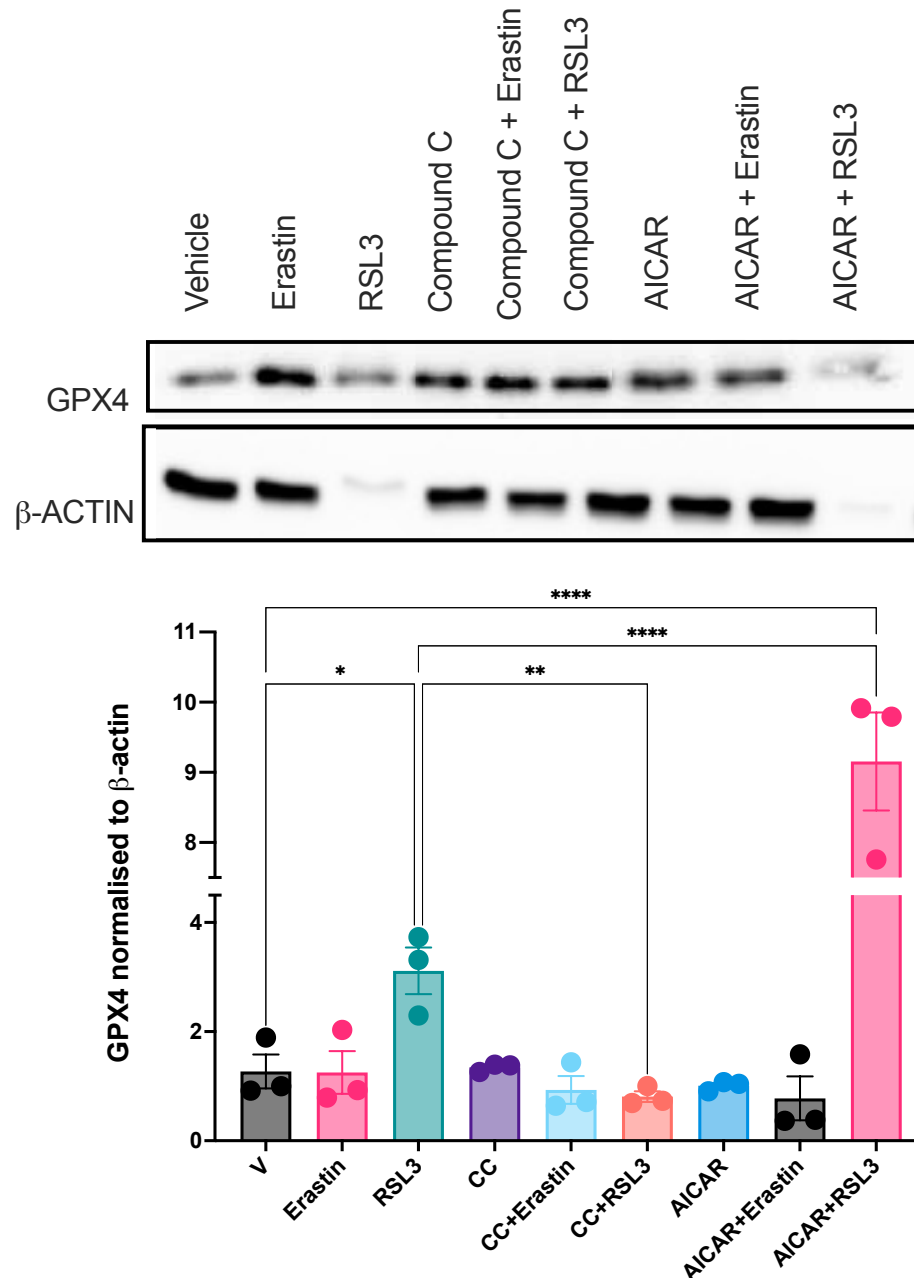 Vehicle
Erastin
RSL3
Compound C
Compound C + Erastin
Compound C + RSL3
AICAR
AICAR + Erastin
AICAR + RSL3
GPX4
β-ACTIN
****
****
*
**
GPX4 normalised to β-actin
11
10
9
8
4
2
0
V
Erastin
RSL3
CC
CC+Erastin
CC+RSL3
AICAR
AICAR+Erastin
AICAR+RSL3